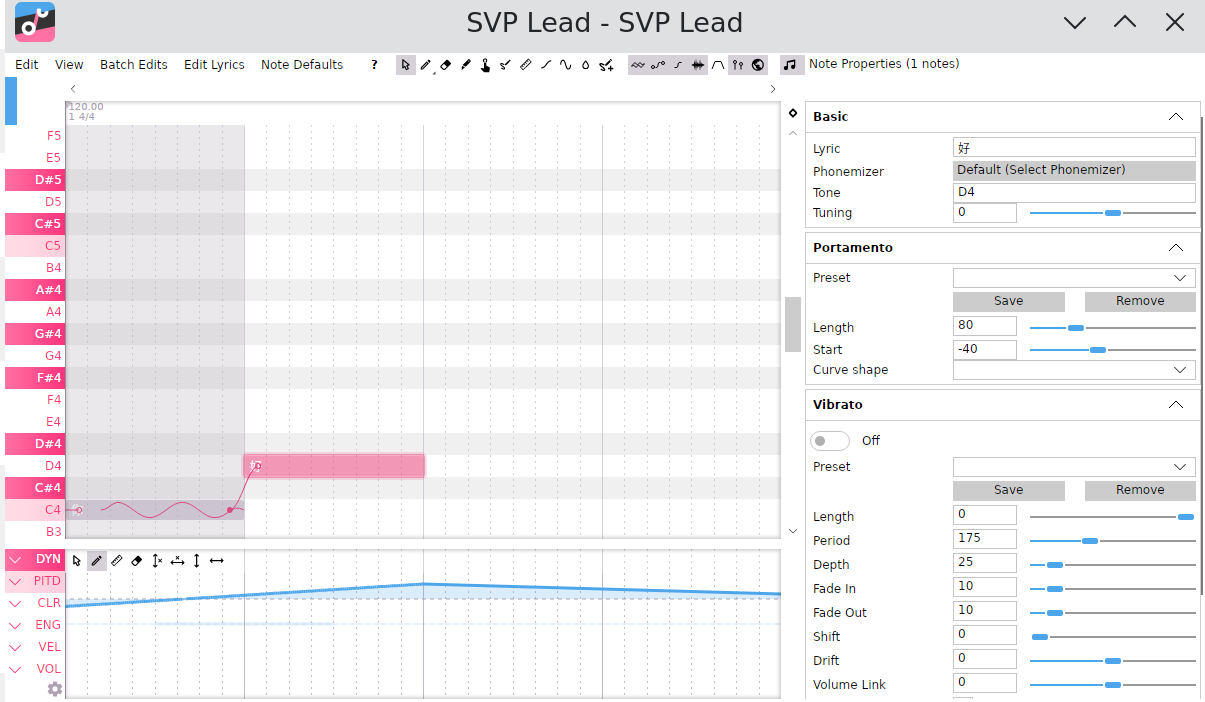 SVP Lead - SVP Lead
Edit View Batch Edits Edit Lyrics Note Defaults ? Note Properties (1 notes)
120.00
1 4/4
F5
E5
D#5
D5
C#5
C5
B4
A#4
A4
G#4
G4
F#4
F4
E4
D#4
D4 好
C#4
C4
B3
DYN
PITD
CLR
ENG
VEL
VOL
Basic
Lyric 好
Phonemizer Default (Select Phonemizer)
Tone D4
Tuning 0
Portamento
Preset
Save Remove
Length 80
Start -40
Curve shape
Vibrato
Off
Preset
Save Remove
Length 0
Period 175
Depth 25
Fade In 10
Fade Out 10
Shift 0
Drift 0
Volume Link 0